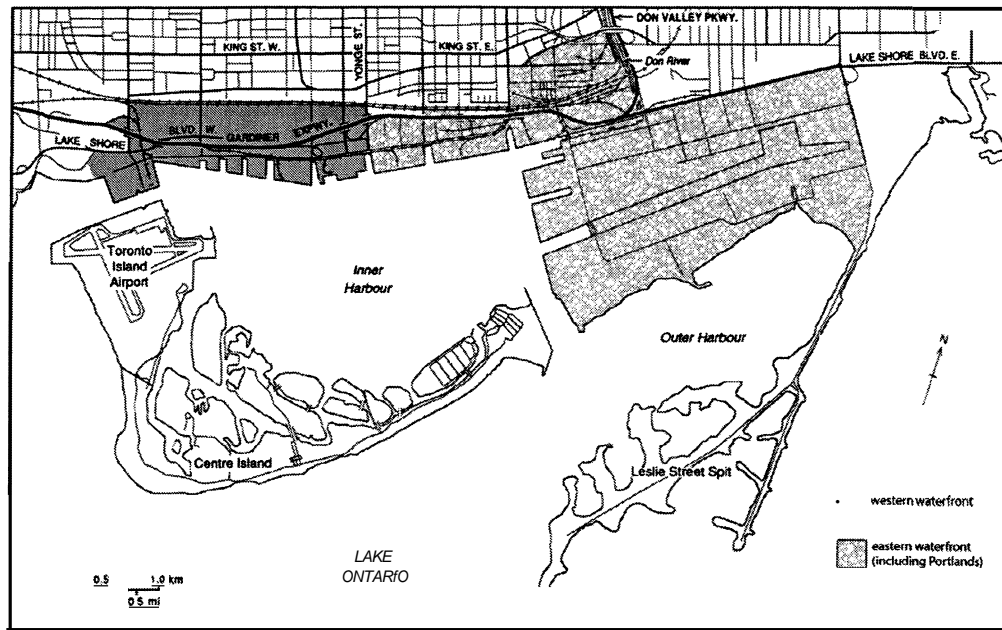 DON VALLEY PKWY.
KING ST. W.
YONGE ST.
KING ST. E.
Don River
LAKE SHORE BLVD. E.
LAKE SHORE
BLVD. W.
GARDINER
EXPWY.
Toronto
Island
Airport
Inner
Harbour
Outer Harbour
N
Centre Island
Leslie Street Spit
western waterfront
eastern waterfront
(including Portlands)
LAKE
ONTARIO
0.5 1.0 km
0.5 mi